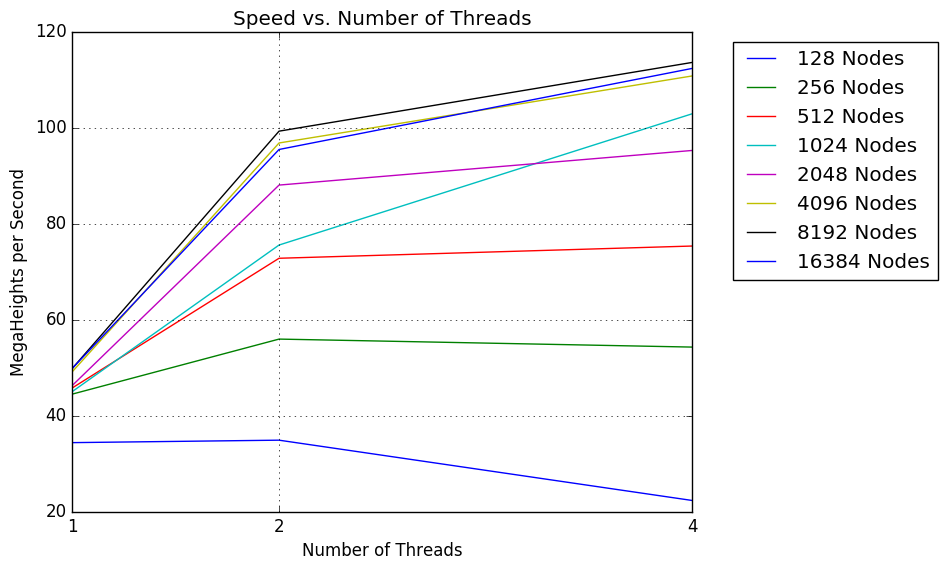 Speed vs. Number of Threads
MegaHeights per Second
120
100
80
60
40
20
1
2
4
Number of Threads
128 Nodes
256 Nodes
512 Nodes
1024 Nodes
2048 Nodes
4096 Nodes
8192 Nodes
16384 Nodes